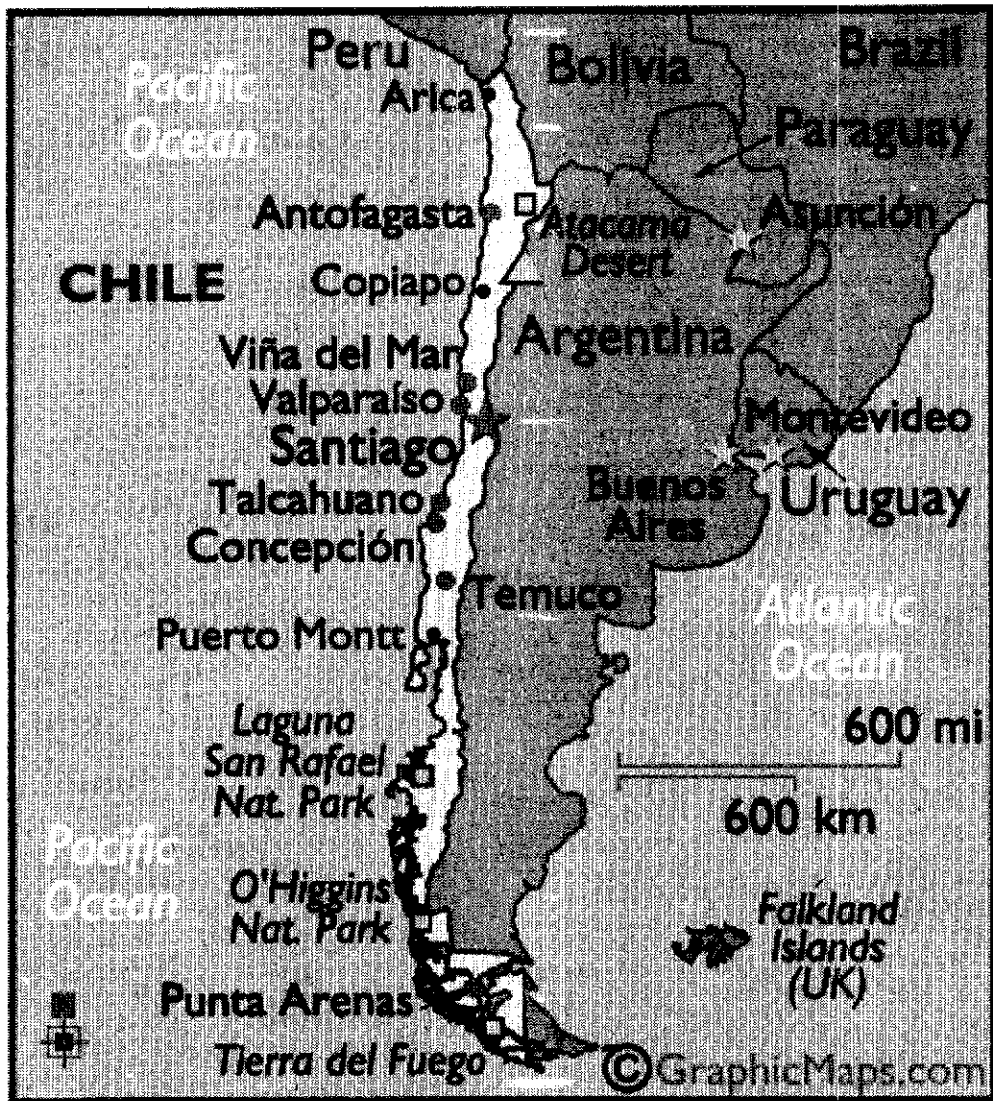 Peru
Bolivia
Brazil
Pacific
Ocean
Arica
Paraguay
Antofagasta
Atacama
Desert
Asunción
CHILE
Copiapo
Argentina
Viña del Mar
Valparaíso
Santiago
Montevideo
Talcahuano
Buenos
Aires
Uruguay
Concepción
Temuco
Atlantic
Ocean
Puerto Montt
Laguna
San Rafael
Nat. Park
600 mi
600 km
Pacific
Ocean
O'Higgins
Nat. Park
Falkland
Islands
(UK)
Punta Arenas
Tierra del Fuego
©GraphicMaps.com